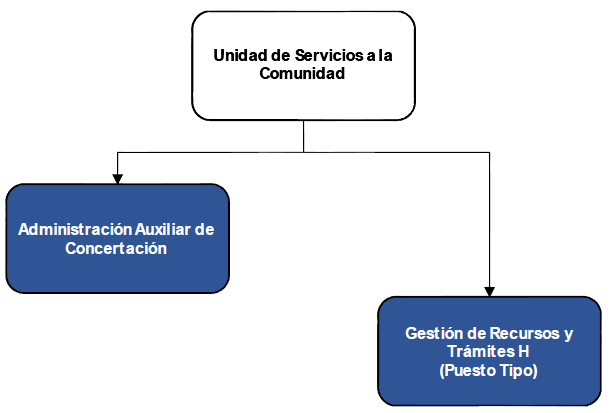 Unidad de Servicios a la
Comunidad
Administración Auxiliar de
Concertación
Gestión de Recursos y
Trámites H
(Puesto Tipo)